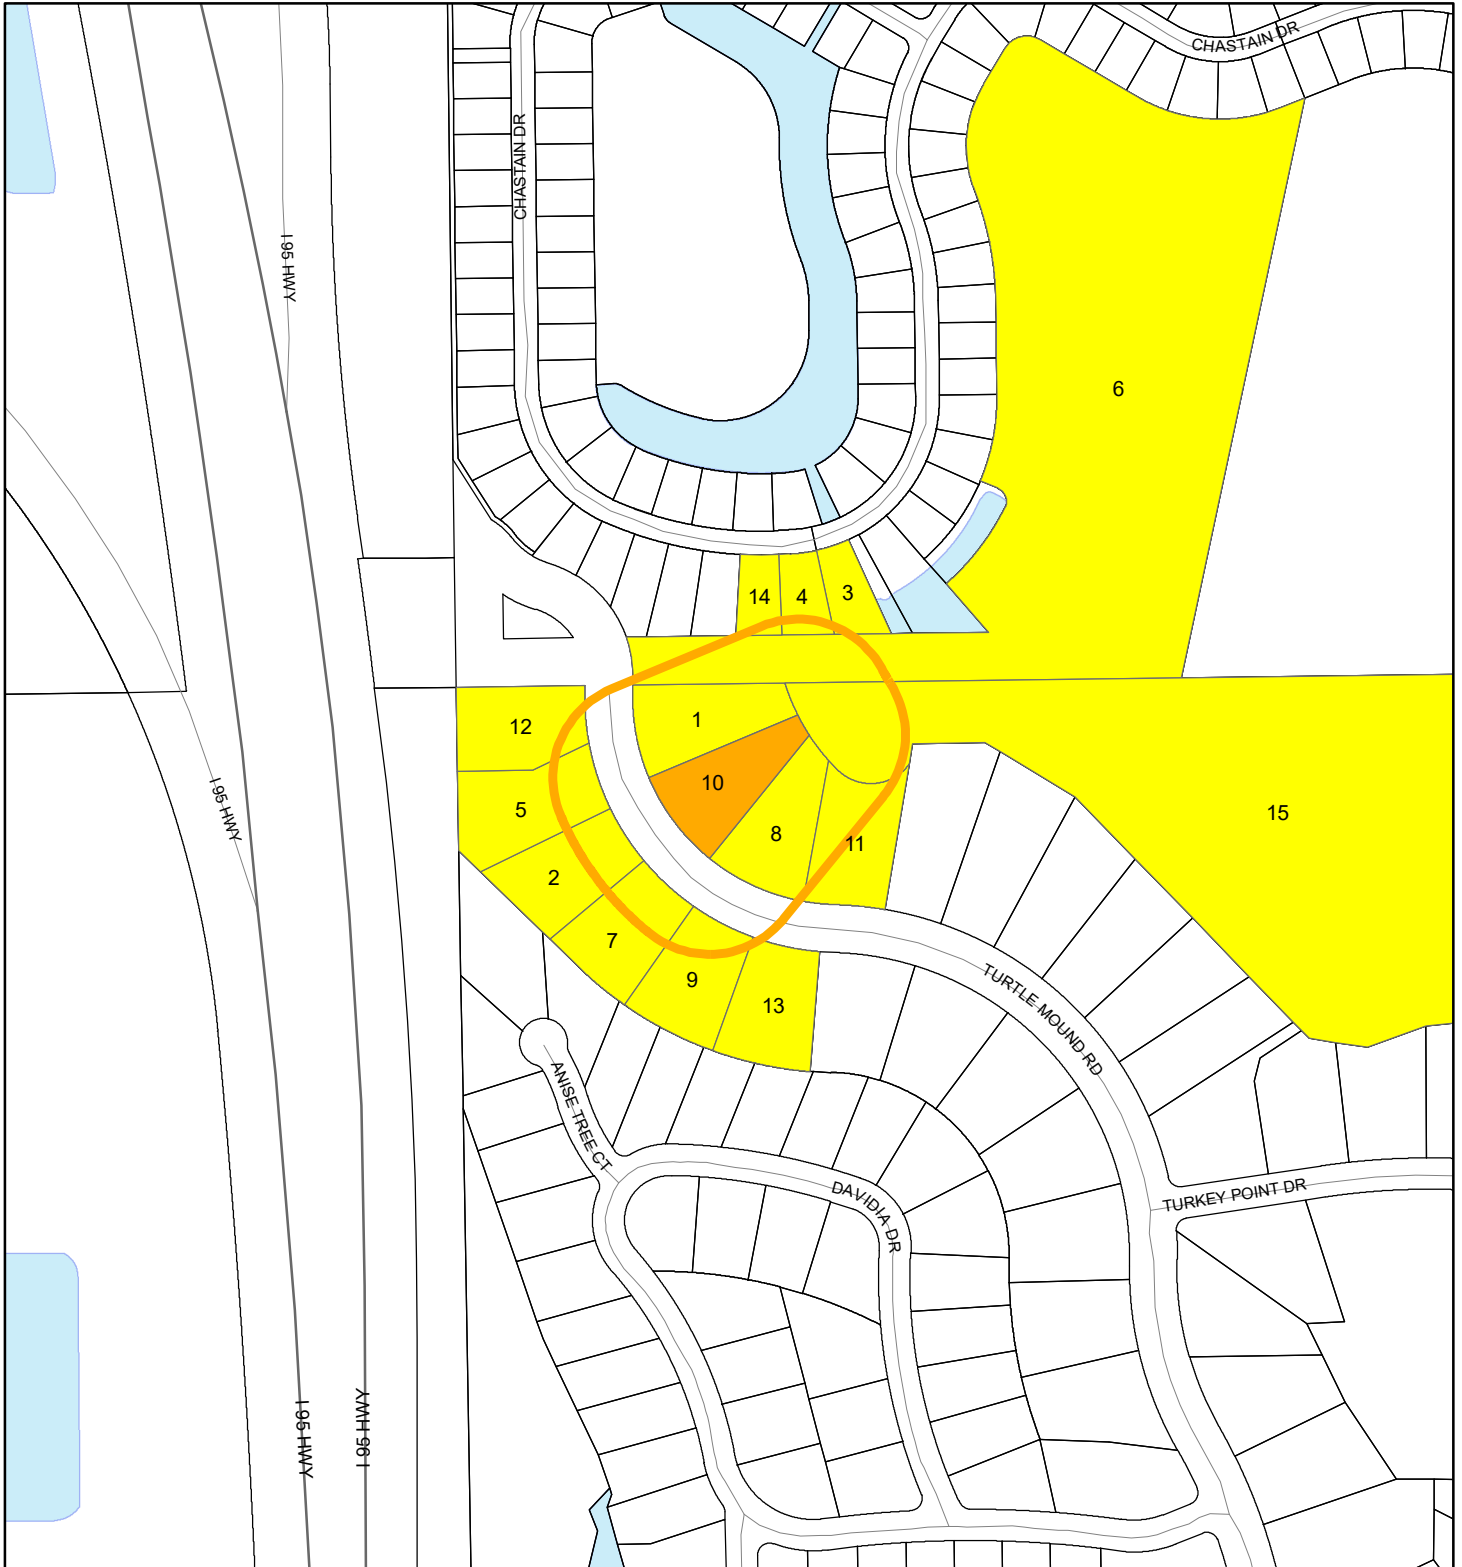 CHASTAIN DR
CHASTAIN DR
I 95 HWY
6
14
4
3
1
12
10
5
8
11
15
I 95 HWY
2
7
9
13
TURTLE MOUND RD
ANISE TREE CT
DAVIDIA DR
TURKEY POINT DR
I 95 HWY
I 95 HWY